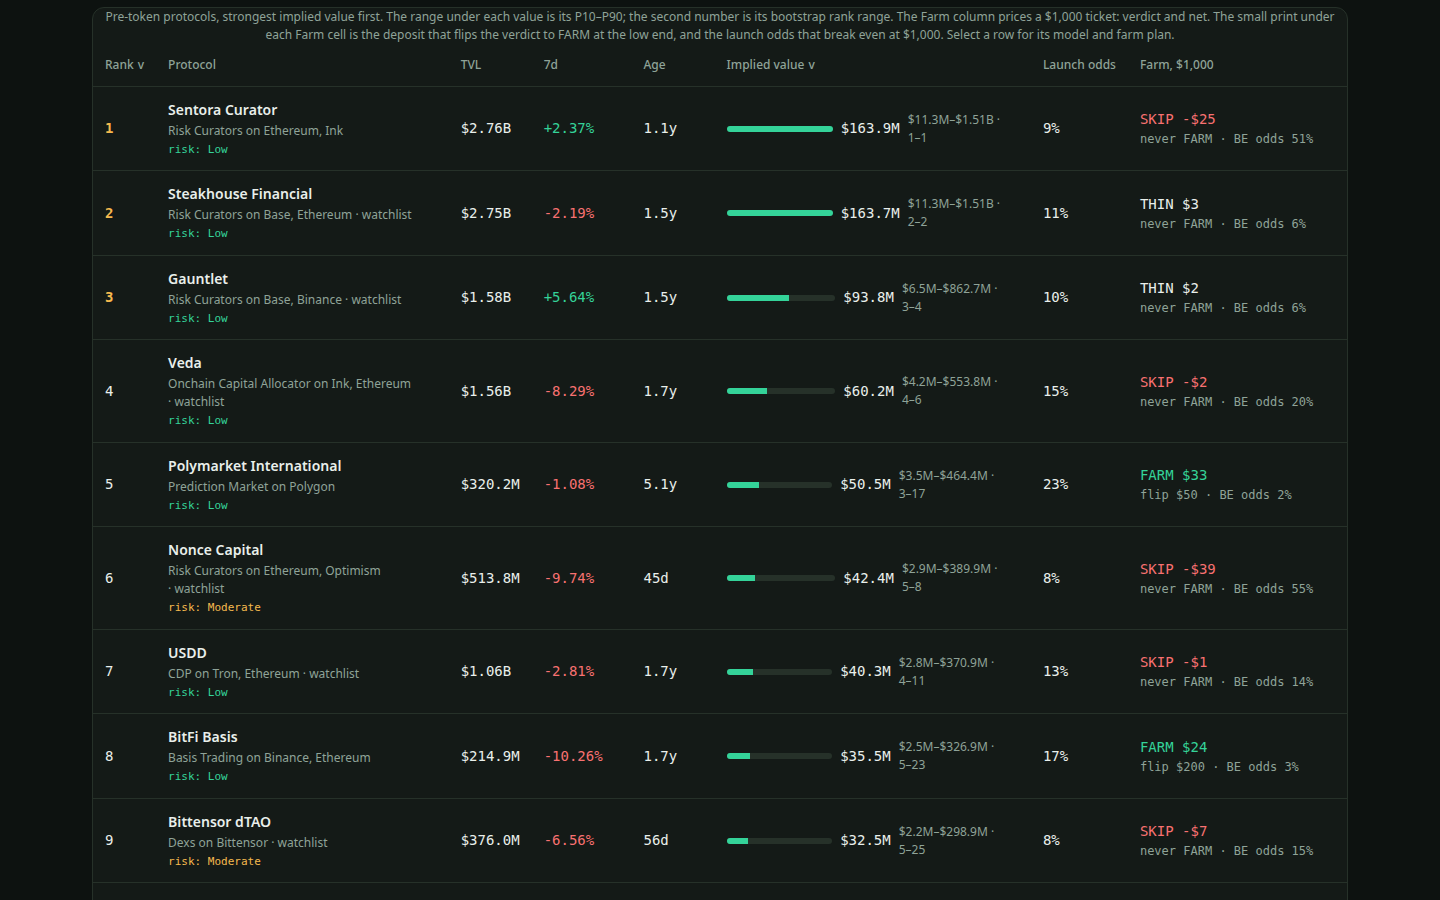 Pre-token protocols, strongest implied value first. The range under each value is its P10–P90; the second number is its bootstrap rank range. The Farm column prices a $1,000 ticket: verdict and net. The small print under
each Farm cell is the deposit that flips the verdict to FARM at the low end, and the launch odds that break even at $1,000. Select a row for its model and farm plan.
Rank v Protocol TVL 7d Age Implied value v Launch odds Farm, $1,000
Sentora Curator
Risk Curators on Ethereum, Ink
risk: Low
1 $2.76B +2.37% 1.1y $163.9M $11.3M–$1.51B ·
1–1
9% SKIP -$25
never FARM · BE odds 51%
Steakhouse Financial
Risk Curators on Base, Ethereum · watchlist
risk: Low
2 $2.75B -2.19% 1.5y $163.7M $11.3M–$1.51B ·
2–2
11% THIN $3
never FARM · BE odds 6%
Gauntlet
Risk Curators on Base, Binance · watchlist
risk: Low
3 $1.58B +5.64% 1.5y $93.8M $6.5M–$862.7M ·
3–4
10% THIN $2
never FARM · BE odds 6%
Veda
Onchain Capital Allocator on Ink, Ethereum
· watchlist
risk: Low
4 $1.56B -8.29% 1.7y $60.2M $4.2M–$553.8M ·
4–6
15% SKIP -$2
never FARM · BE odds 20%
Polymarket International
Prediction Market on Polygon
risk: Low
5 $320.2M -1.08% 5.1y $50.5M $3.5M–$464.4M ·
3–17
23% FARM $33
flip $50 · BE odds 2%
Nonce Capital
Risk Curators on Ethereum, Optimism
· watchlist
risk: Moderate
6 $513.8M -9.74% 45d $42.4M $2.9M–$389.9M ·
5–8
8% SKIP -$39
never FARM · BE odds 55%
USDD
CDP on Tron, Ethereum · watchlist
risk: Low
7 $1.06B -2.81% 1.7y $40.3M $2.8M–$370.9M ·
4–11
13% SKIP -$1
never FARM · BE odds 14%
BitFi Basis
Basis Trading on Binance, Ethereum
risk: Low
8 $214.9M -10.26% 1.7y $35.5M $2.5M–$326.9M ·
5–23
17% FARM $24
flip $200 · BE odds 3%
Bittensor dTAO
Dexs on Bittensor · watchlist
risk: Moderate
9 $376.0M -6.56% 56d $32.5M $2.2M–$298.9M ·
5–25
8% SKIP -$7
never FARM · BE odds 15%